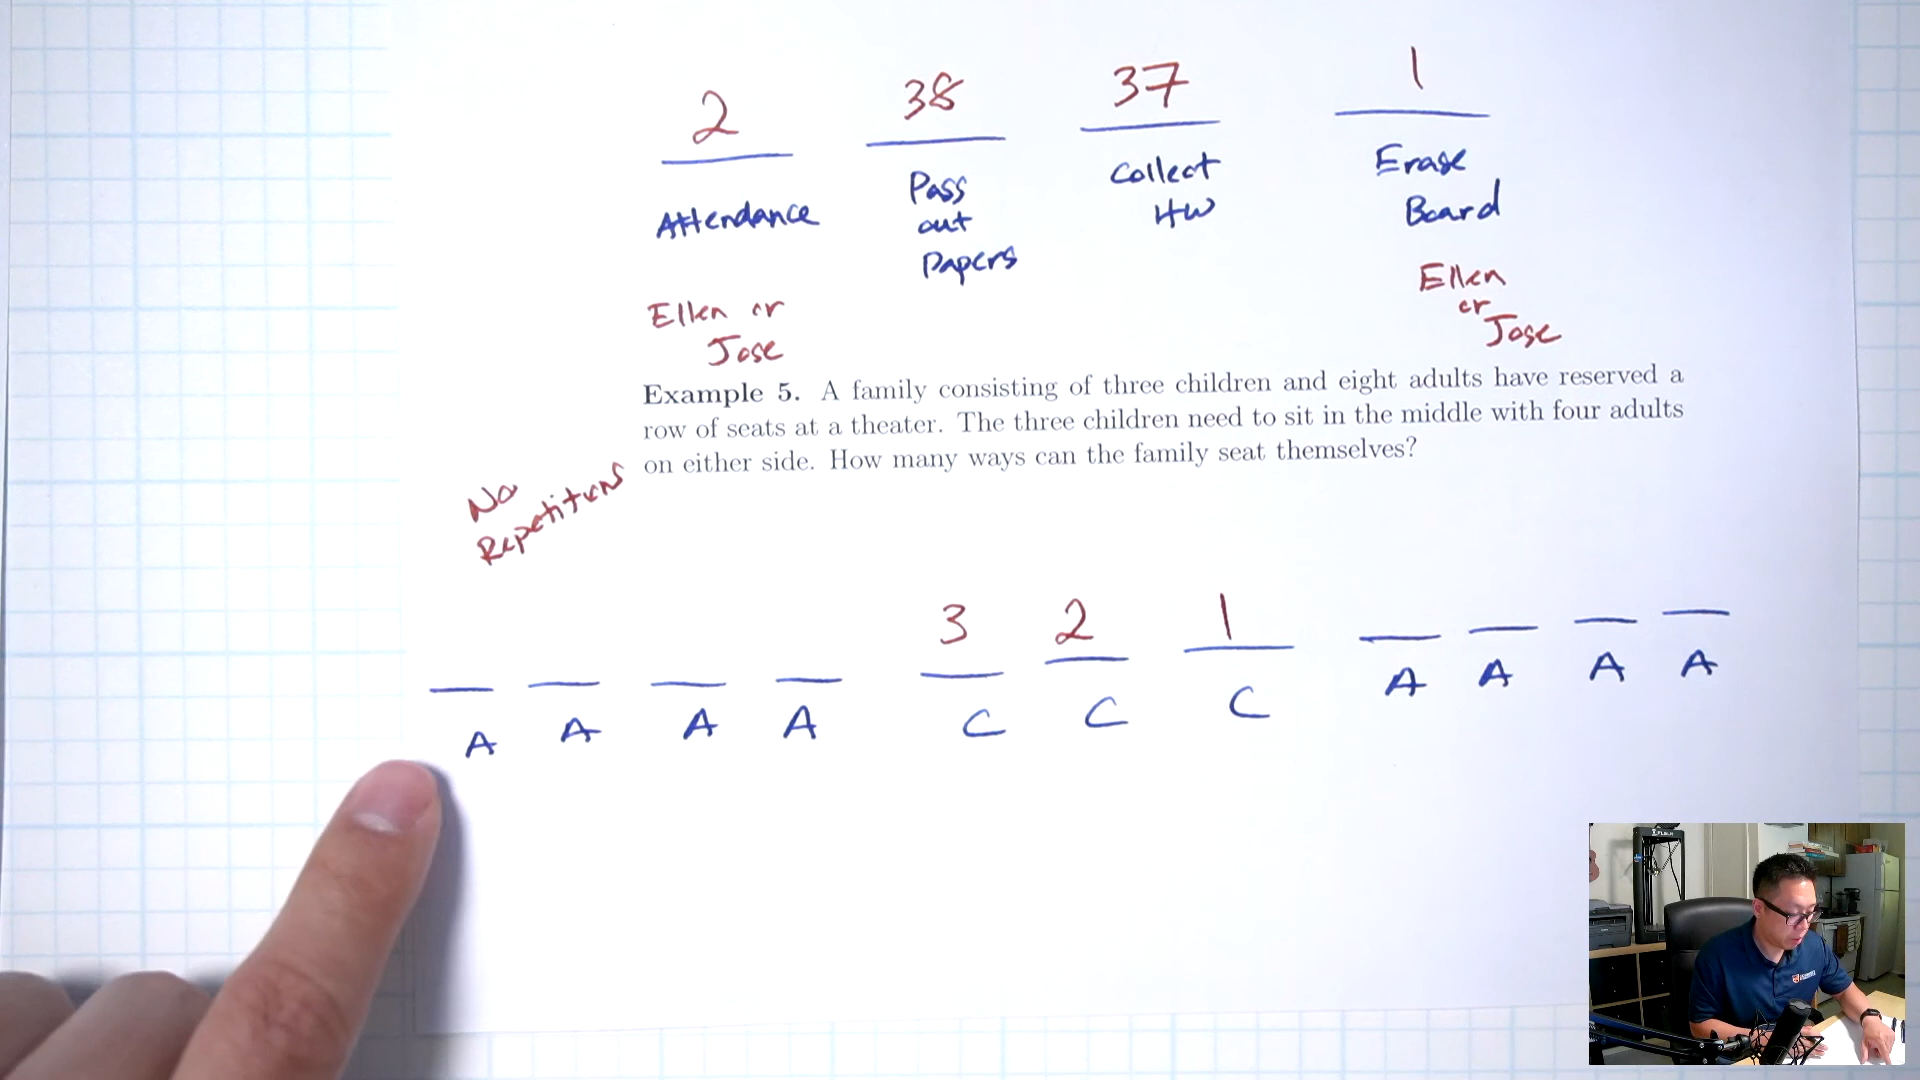 2 38 37 1
Attendance Pass out Papers Collect HW Erase Board
Ellen or Jose Ellen or Jose
Example 5. A family consisting of three children and eight adults have reserved a
row of seats at a theater. The three children need to sit in the middle with four adults
on either side. How many ways can the family seat themselves?
No
Repetitions
3 2 1
A A A A C C C A A A A